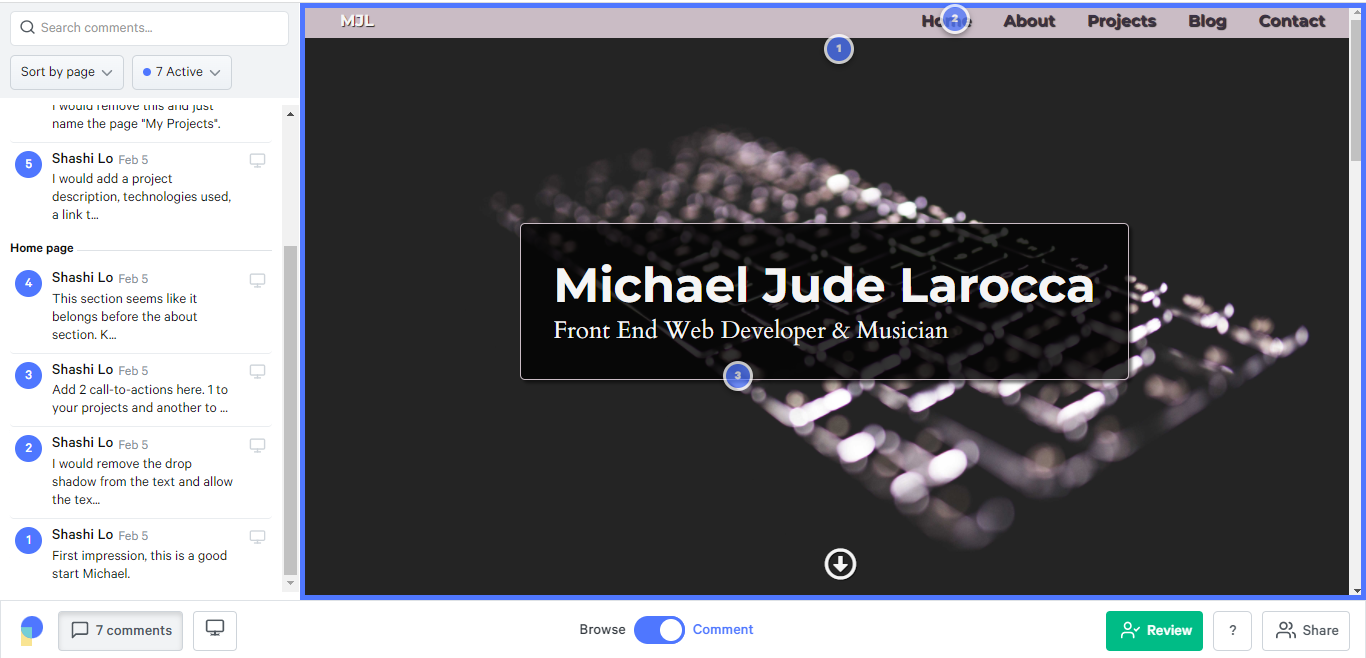 Search comments...
Sort by page
7 Active
I would remove this and just
name the page "My Projects".
5
Shashi Lo Feb 5
I would add a project
description, technologies used,
a link t...
Home page
4
Shashi Lo Feb 5
This section seems like it
belongs before the about
section. K...
3
Shashi Lo Feb 5
Add 2 call-to-actions here. 1 to
your projects and another to ...
2
Shashi Lo Feb 5
I would remove the drop
shadow from the text and allow
the tex...
1
Shashi Lo Feb 5
First impression, this is a good
start Michael.
MJL
Home 2 About Projects Blog Contact
1
Michael Jude Larocca
Front End Web Developer & Musician
3
7 comments
Browse Comment
Review
?
Share